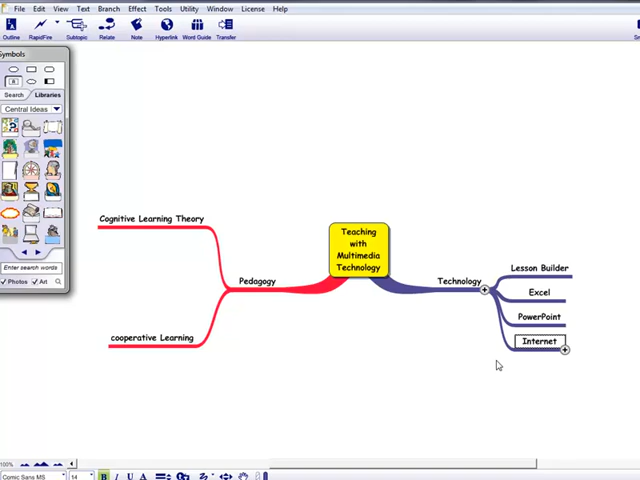 File Edit View Text Branch Effect Tools Utility Window License Help
Outline RapidFire Subtopic Relate Note Hyperlink Word Guide Transfer
Symbols
Search Libraries
Central Ideas
Enter search words
Photos Art
Cognitive Learning Theory
cooperative Learning
Pedagogy
Teaching
with
Multimedia
Technology
Technology
Lesson Builder
Excel
PowerPoint
Internet
100%
Comic Sans MS 14 B I U A